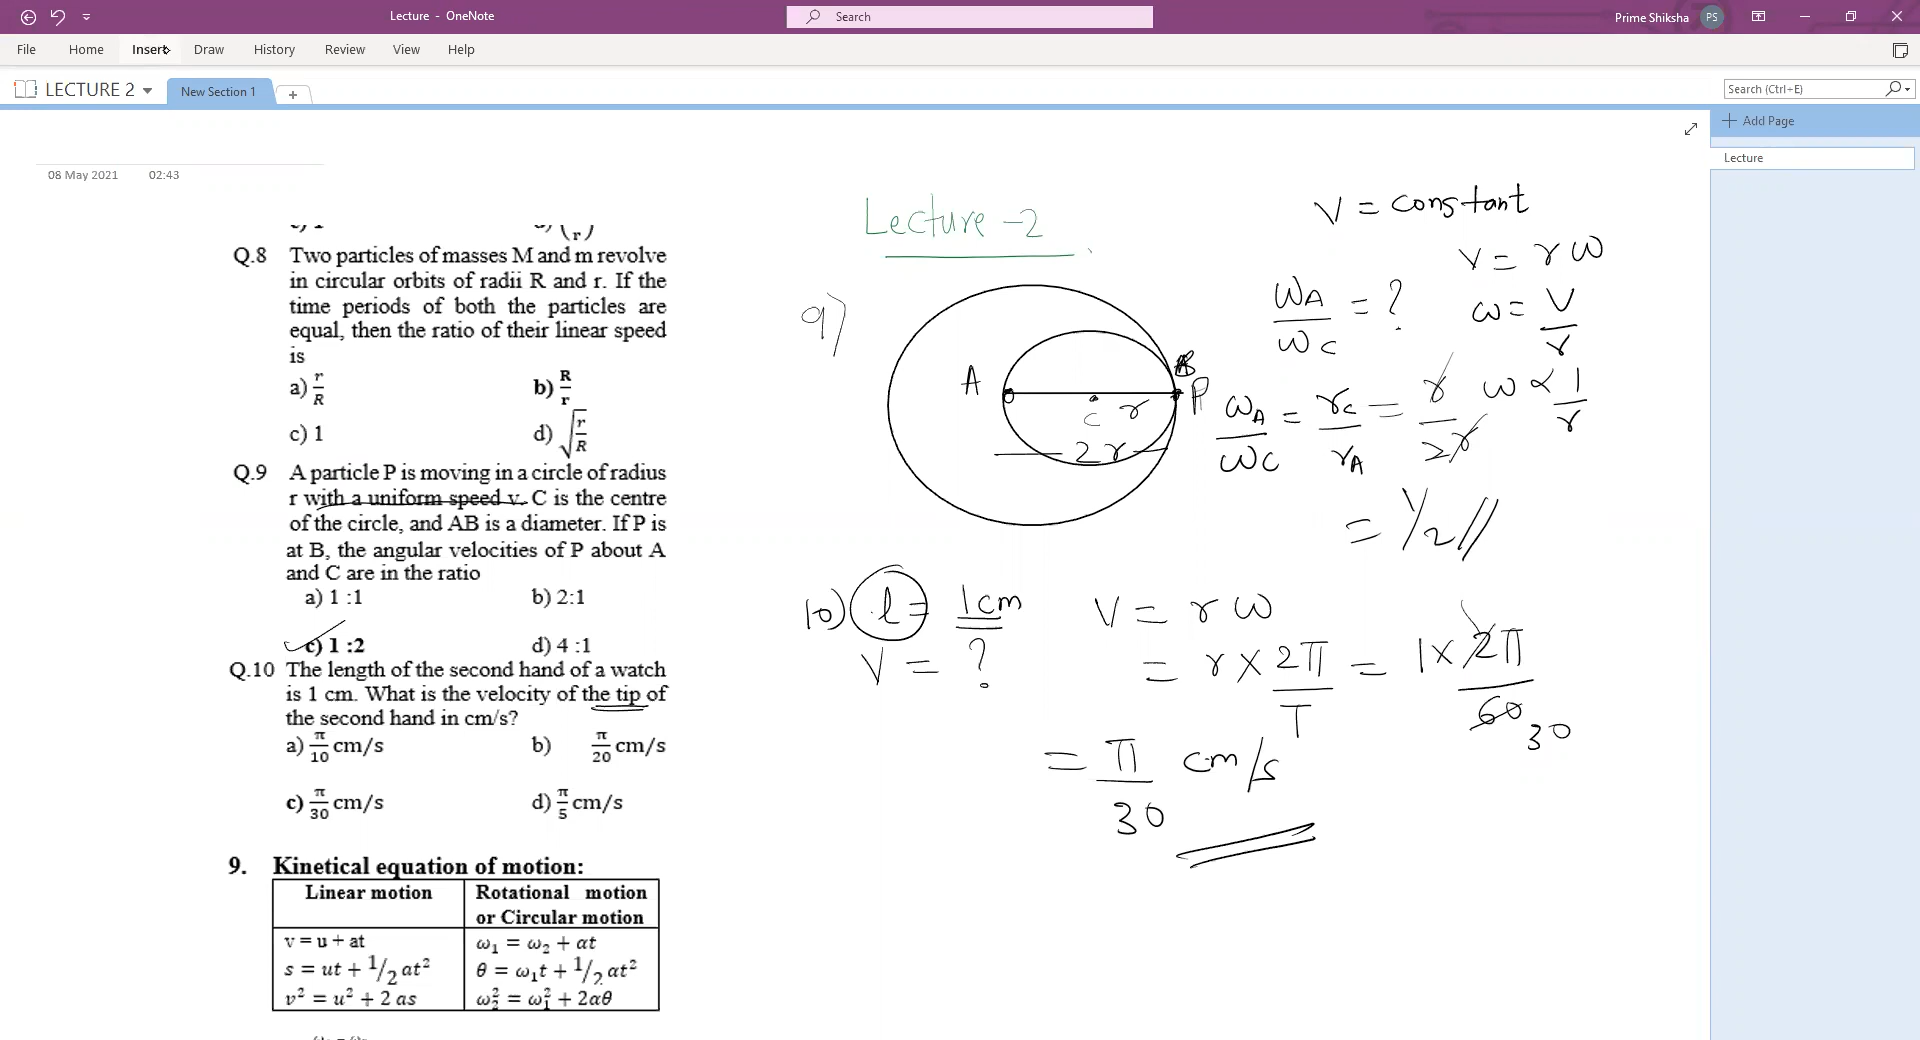 Lecture - OneNote
Search
Prime Shiksha PS
File Home Insert Draw History Review View Help
LECTURE 2 New Section 1 +
Search (Ctrl+E)
Add Page
Lecture
08 May 2021 02:43
Q.8 Two particles of masses M and m revolve
in circular orbits of radii R and r. If the
time periods of both the particles are
equal, then the ratio of their linear speed
is
a) r/R b) R/r
c) 1 d) √(r/R)
Q.9 A particle P is moving in a circle of radius
r with a uniform speed v. C is the centre
of the circle, and AB is a diameter. If P is
at B, the angular velocities of P about A
and C are in the ratio
a) 1 :1 b) 2:1
c) 1 :2 d) 4 :1
Q.10 The length of the second hand of a watch
is 1 cm. What is the velocity of the tip of
the second hand in cm/s?
a) π/10 cm/s b) π/20 cm/s
c) π/30 cm/s d) π/5 cm/s
9. Kinetical equation of motion:
Linear motion Rotational motion
or Circular motion
v = u + at ω₁ = ω₂ + αt
s = ut + 1/2 at² θ = ω₁t + 1/2 αt²
v² = u² + 2 as ω₂² = ω₁² + 2αθ
Lecture -2
9)
A B P
C r
2r
V = constant
V = rω
ωA/ωC = ? ω = V/r
ω ∝ 1/r
ωA/ωC = rC/rA = r/2r
= 1/2 //
10) l = 1cm
V = ?
V = rω
= r × 2π/T = 1 × 2π/60 30
= π/30 cm/s